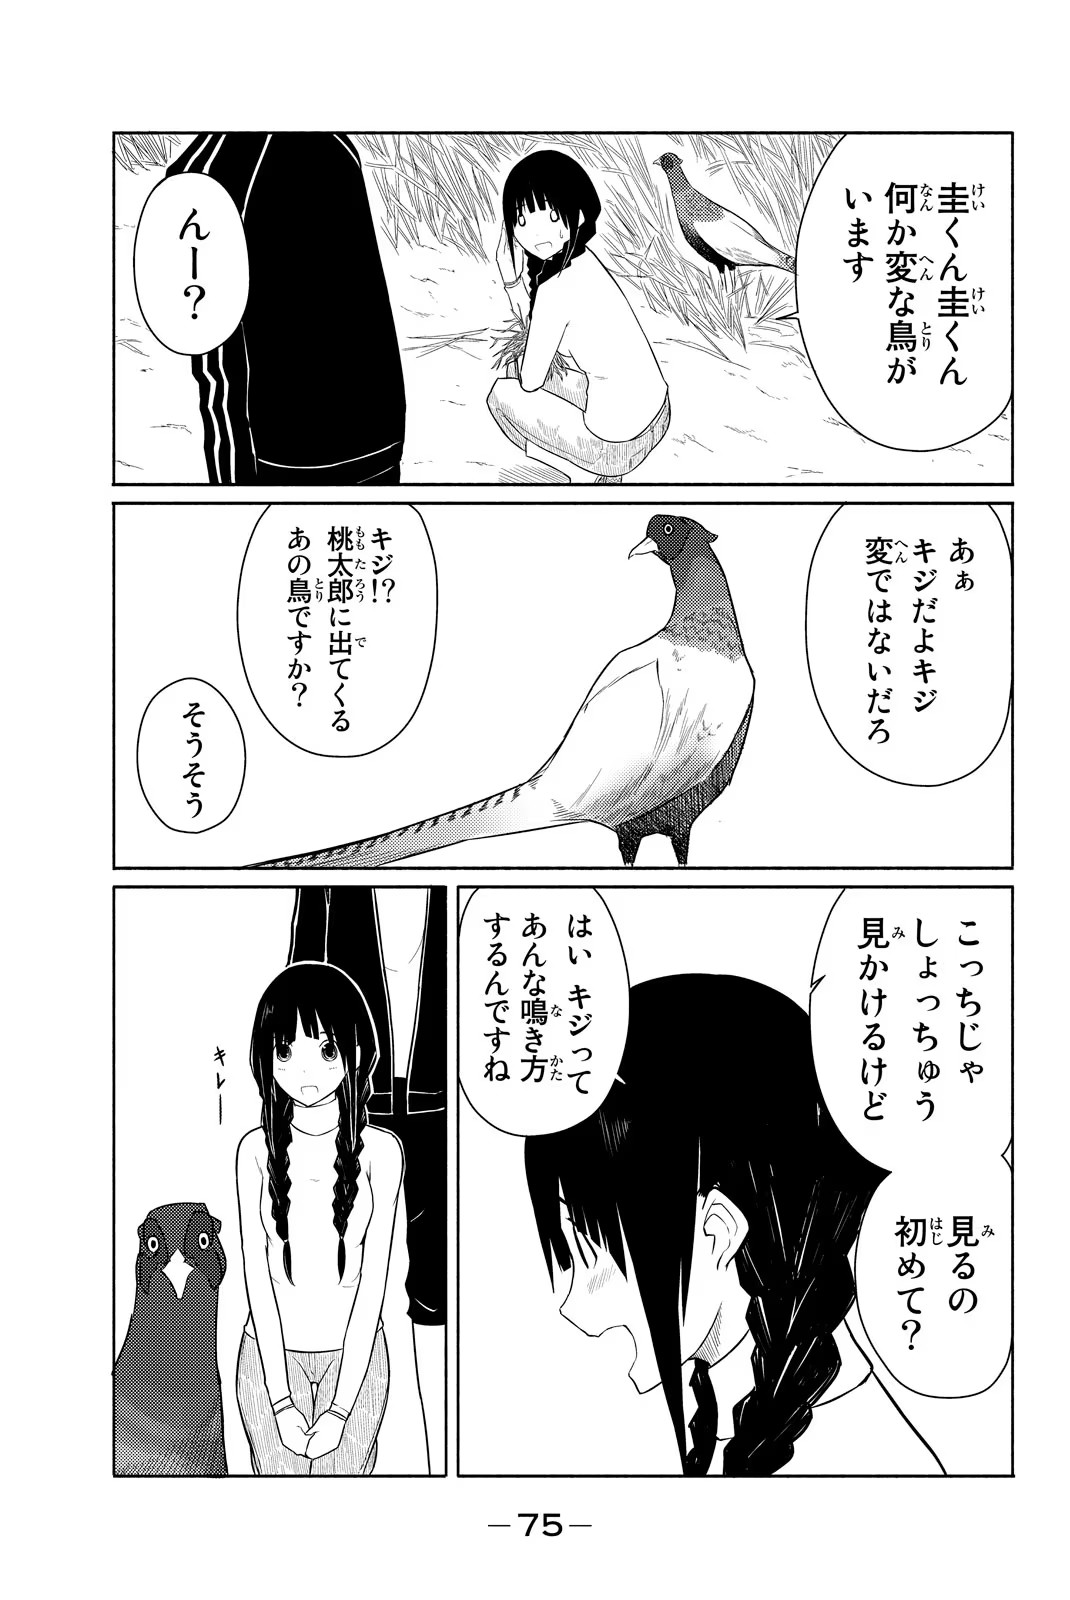 圭くん圭くん
何か変な鳥が
います
んー?
あぁ
キジだよキジ
変ではないだろ
キジ!?
桃太郎に出てくる
あの鳥ですか?
そうそう
こっちじゃ
しょっちゅう
見かけるけど
見るの
初めて?
はい キジって
あんな鳴き方
するんですね
キレー
—75—